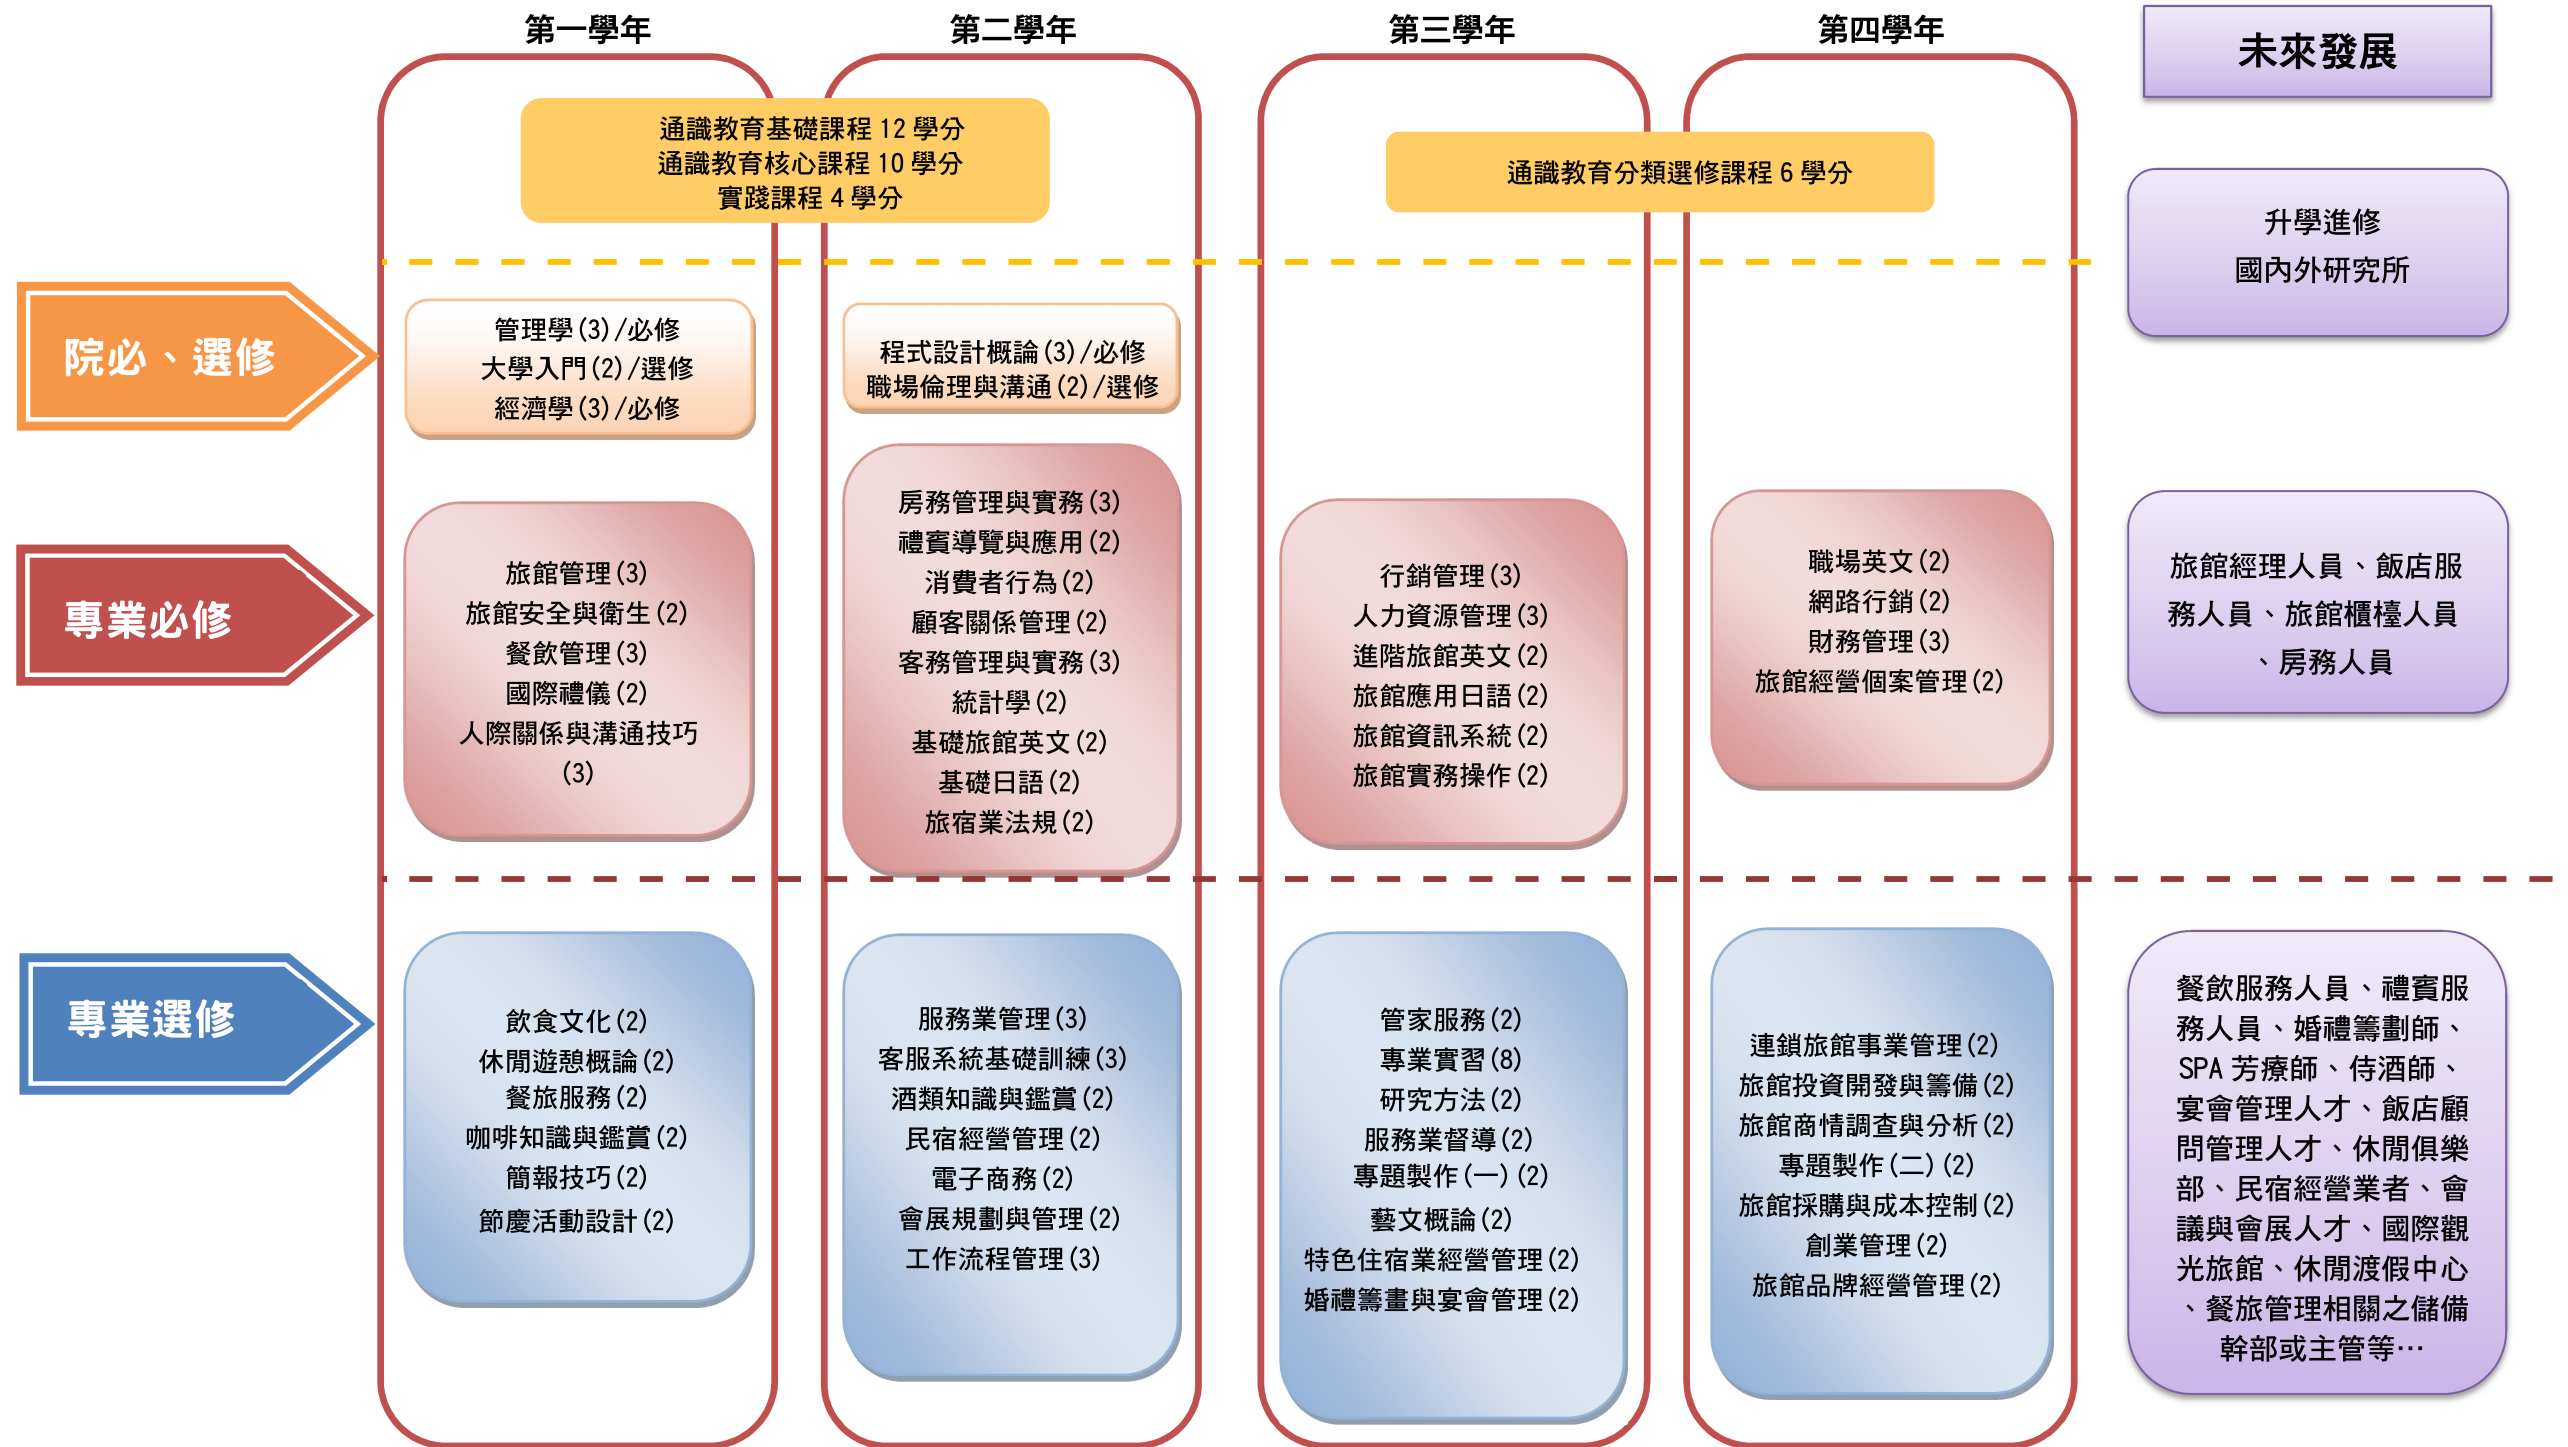 第一學年
第二學年
第三學年
第四學年
未來發展
通識教育基礎課程 12 學分
通識教育核心課程 10 學分
實踐課程 4 學分
通識教育分類選修課程 6 學分
升學進修
國內外研究所
院必、選修
管理學(3)/必修
大學入門(2)/選修
經濟學(3)/必修
程式設計概論(3)/必修
職場倫理與溝通(2)/選修
專業必修
旅館管理(3)
旅館安全與衛生(2)
餐飲管理(3)
國際禮儀(2)
人際關係與溝通技巧
(3)
房務管理與實務(3)
禮賓導覽與應用(2)
消費者行為(2)
顧客關係管理(2)
客務管理與實務(3)
統計學(2)
基礎旅館英文(2)
基礎日語(2)
旅宿業法規(2)
行銷管理(3)
人力資源管理(3)
進階旅館英文(2)
旅館應用日語(2)
旅館資訊系統(2)
旅館實務操作(2)
職場英文(2)
網路行銷(2)
財務管理(3)
旅館經營個案管理(2)
旅館經理人員、飯店服
務人員、旅館櫃檯人員
、房務人員
專業選修
飲食文化(2)
休閒遊憩概論(2)
餐旅服務(2)
咖啡知識與鑑賞(2)
簡報技巧(2)
節慶活動設計(2)
服務業管理(3)
客服系統基礎訓練(3)
酒類知識與鑑賞(2)
民宿經營管理(2)
電子商務(2)
會展規劃與管理(2)
工作流程管理(3)
管家服務(2)
專業實習(8)
研究方法(2)
服務業督導(2)
專題製作(一)(2)
藝文概論(2)
特色住宿業經營管理(2)
婚禮籌畫與宴會管理(2)
連鎖旅館事業管理(2)
旅館投資開發與籌備(2)
旅館商情調查與分析(2)
專題製作(二)(2)
旅館採購與成本控制(2)
創業管理(2)
旅館品牌經營管理(2)
餐飲服務人員、禮賓服
務人員、婚禮籌劃師、
SPA 芳療師、侍酒師、
宴會管理人才、飯店顧
問管理人才、休閒俱樂
部、民宿經營業者、會
議與會展人才、國際觀
光旅館、休閒渡假中心
、餐旅管理相關之儲備
幹部或主管等…